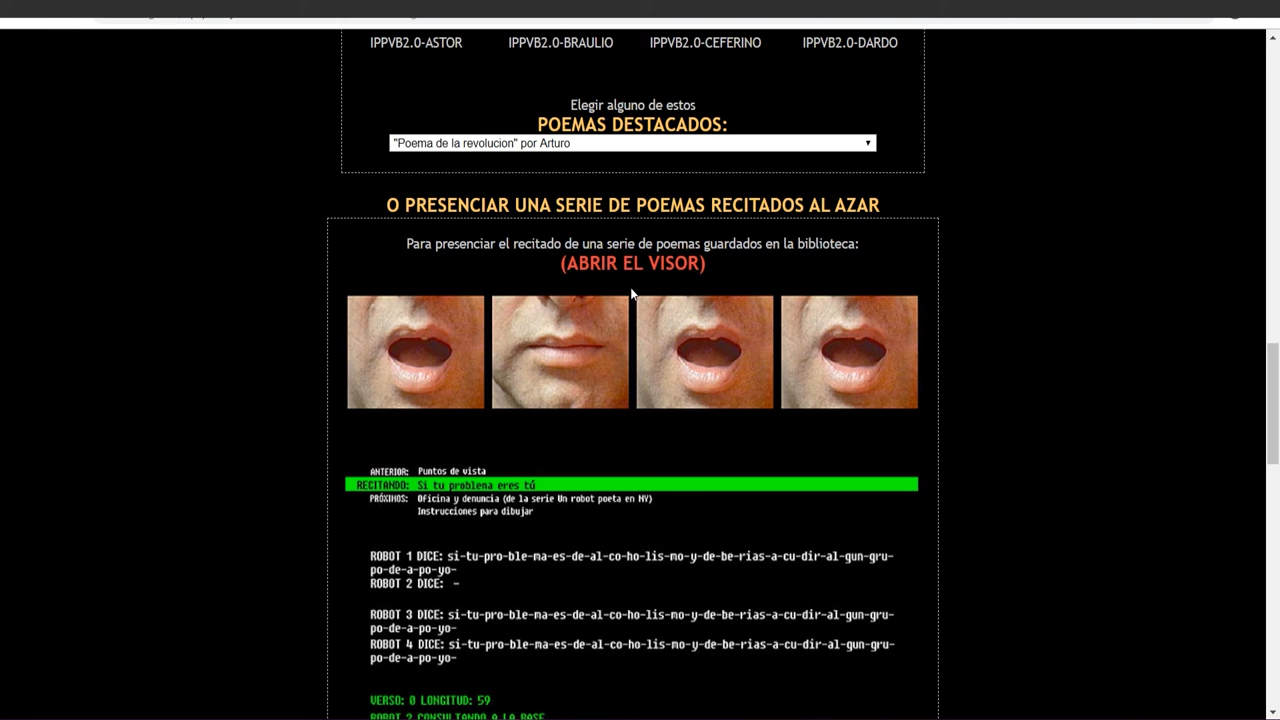 IPPVB2.0-ASTOR IPPVB2.0-BRAULIO IPPVB2.0-CEFERINO IPPVB2.0-DARDO
Elegir alguno de estos
POEMAS DESTACADOS:
"Poema de la revolucion" por Arturo
O PRESENCIAR UNA SERIE DE POEMAS RECITADOS AL AZAR
Para presenciar el recitado de una serie de poemas guardados en la biblioteca:
(ABRIR EL VISOR)
ANTERIOR: Puntos de vista
RECITANDO: Si tu problema eres tú
PRÓXIMOS: Oficina y denuncia (de la serie Un robot poeta en NY)
Instrucciones para dibujar
ROBOT 1 DICE: si-tu-pro-ble-ma-es-de-al-co-ho-lis-mo-y-de-be-rias-a-cu-dir-al-gun-gru-
po-de-a-po-yo-
ROBOT 2 DICE: -
ROBOT 3 DICE: si-tu-pro-ble-ma-es-de-al-co-ho-lis-mo-y-de-be-rias-a-cu-dir-al-gun-gru-
po-de-a-po-yo-
ROBOT 4 DICE: si-tu-pro-ble-ma-es-de-al-co-ho-lis-mo-y-de-be-rias-a-cu-dir-al-gun-gru-
po-de-a-po-yo-
VERSO: 0 LONGITUD: 59
ROBOT 2 CONSULTANDO A LA BASE